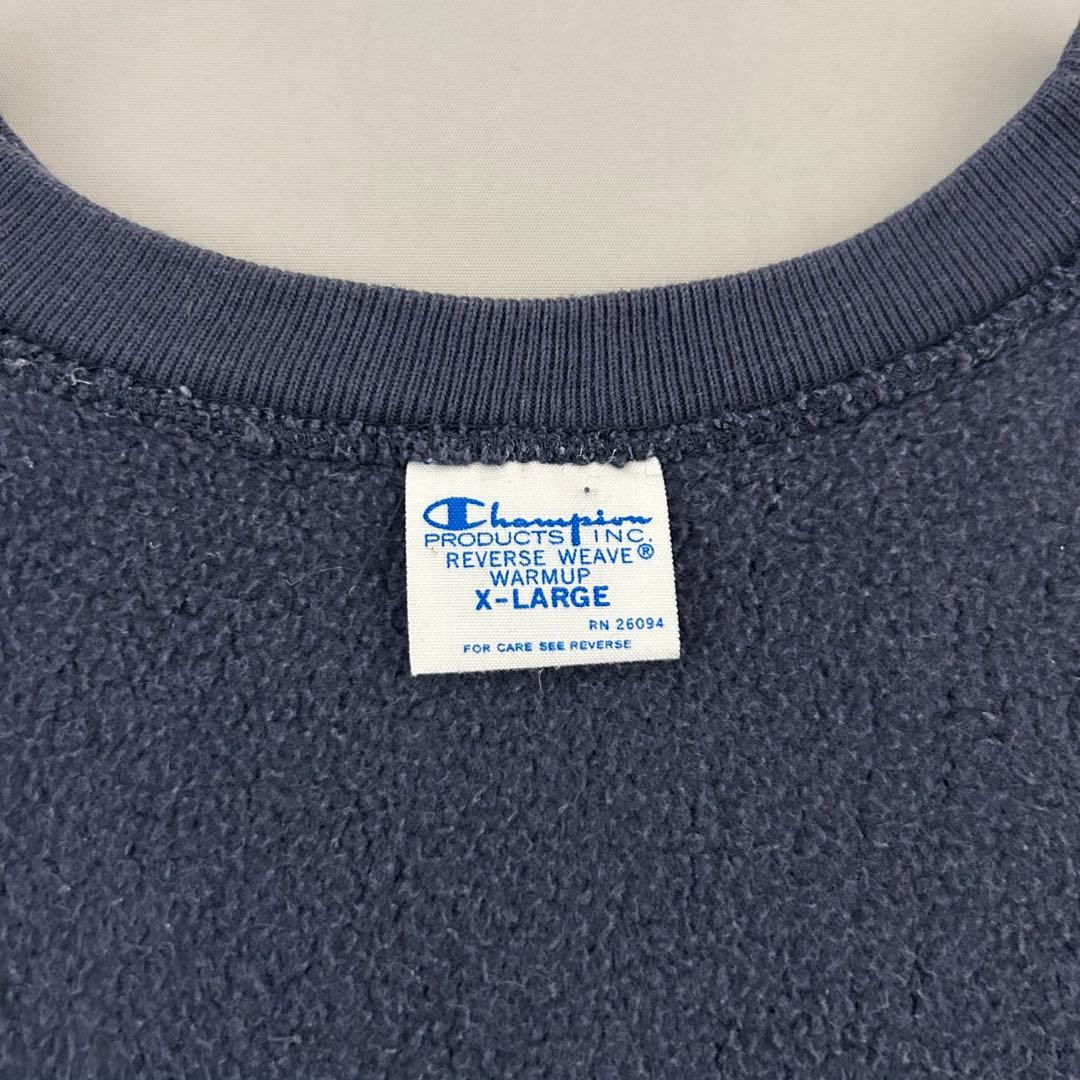 Champion
PRODUCTS INC.
REVERSE WEAVE®
WARMUP
X-LARGE
RN 26094
FOR CARE SEE REVERSE